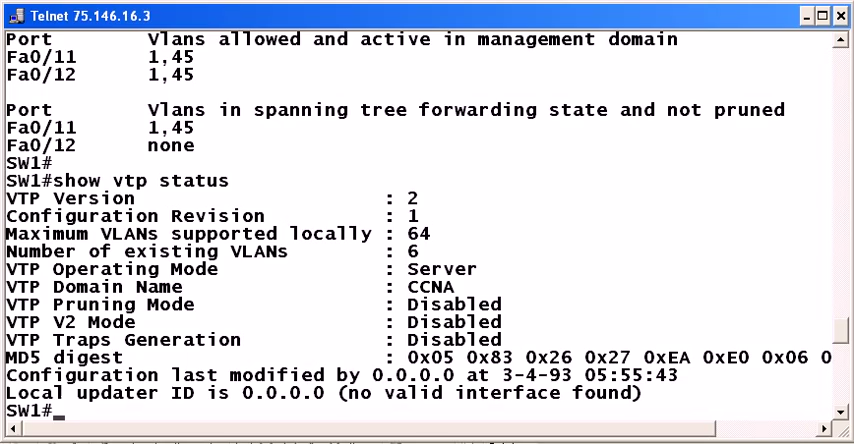 Telnet 75.146.16.3
Port        Vlans allowed and active in management domain
Fa0/11      1,45
Fa0/12      1,45
Port        Vlans in spanning tree forwarding state and not pruned
Fa0/11      1,45
Fa0/12      none
SW1#
SW1#show vtp status
VTP Version                     : 2
Configuration Revision          : 1
Maximum VLANs supported locally : 64
Number of existing VLANs        : 6
VTP Operating Mode              : Server
VTP Domain Name                 : CCNA
VTP Pruning Mode                : Disabled
VTP V2 Mode                     : Disabled
VTP Traps Generation            : Disabled
MD5 digest                      : 0x05 0x83 0x26 0x27 0xEA 0xE0 0x06 0
Configuration last modified by 0.0.0.0 at 3-4-93 05:55:43
Local updater ID is 0.0.0.0 (no valid interface found)
SW1#_